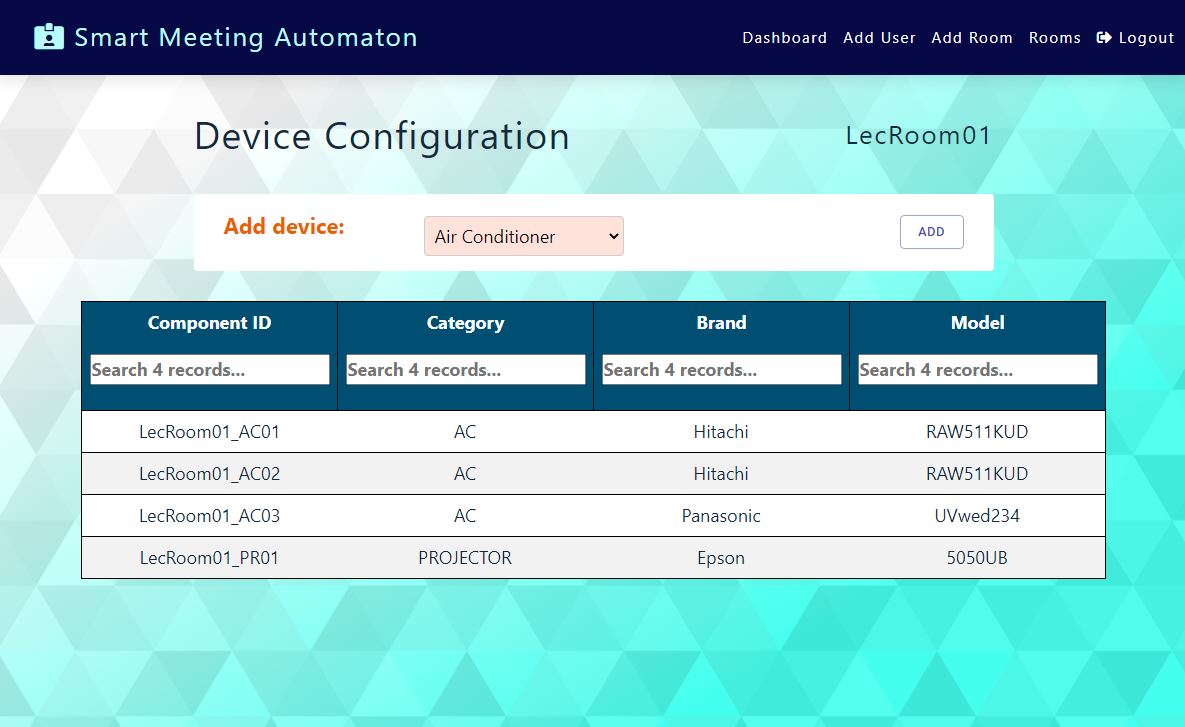 Smart Meeting Automaton Dashboard Add User Add Room Rooms Logout
Device Configuration LecRoom01
Add device: Air Conditioner ADD
Component ID Category Brand Model
Search 4 records... Search 4 records... Search 4 records... Search 4 records...
LecRoom01_AC01 AC Hitachi RAW511KUD
LecRoom01_AC02 AC Hitachi RAW511KUD
LecRoom01_AC03 AC Panasonic UVwed234
LecRoom01_PR01 PROJECTOR Epson 5050UB